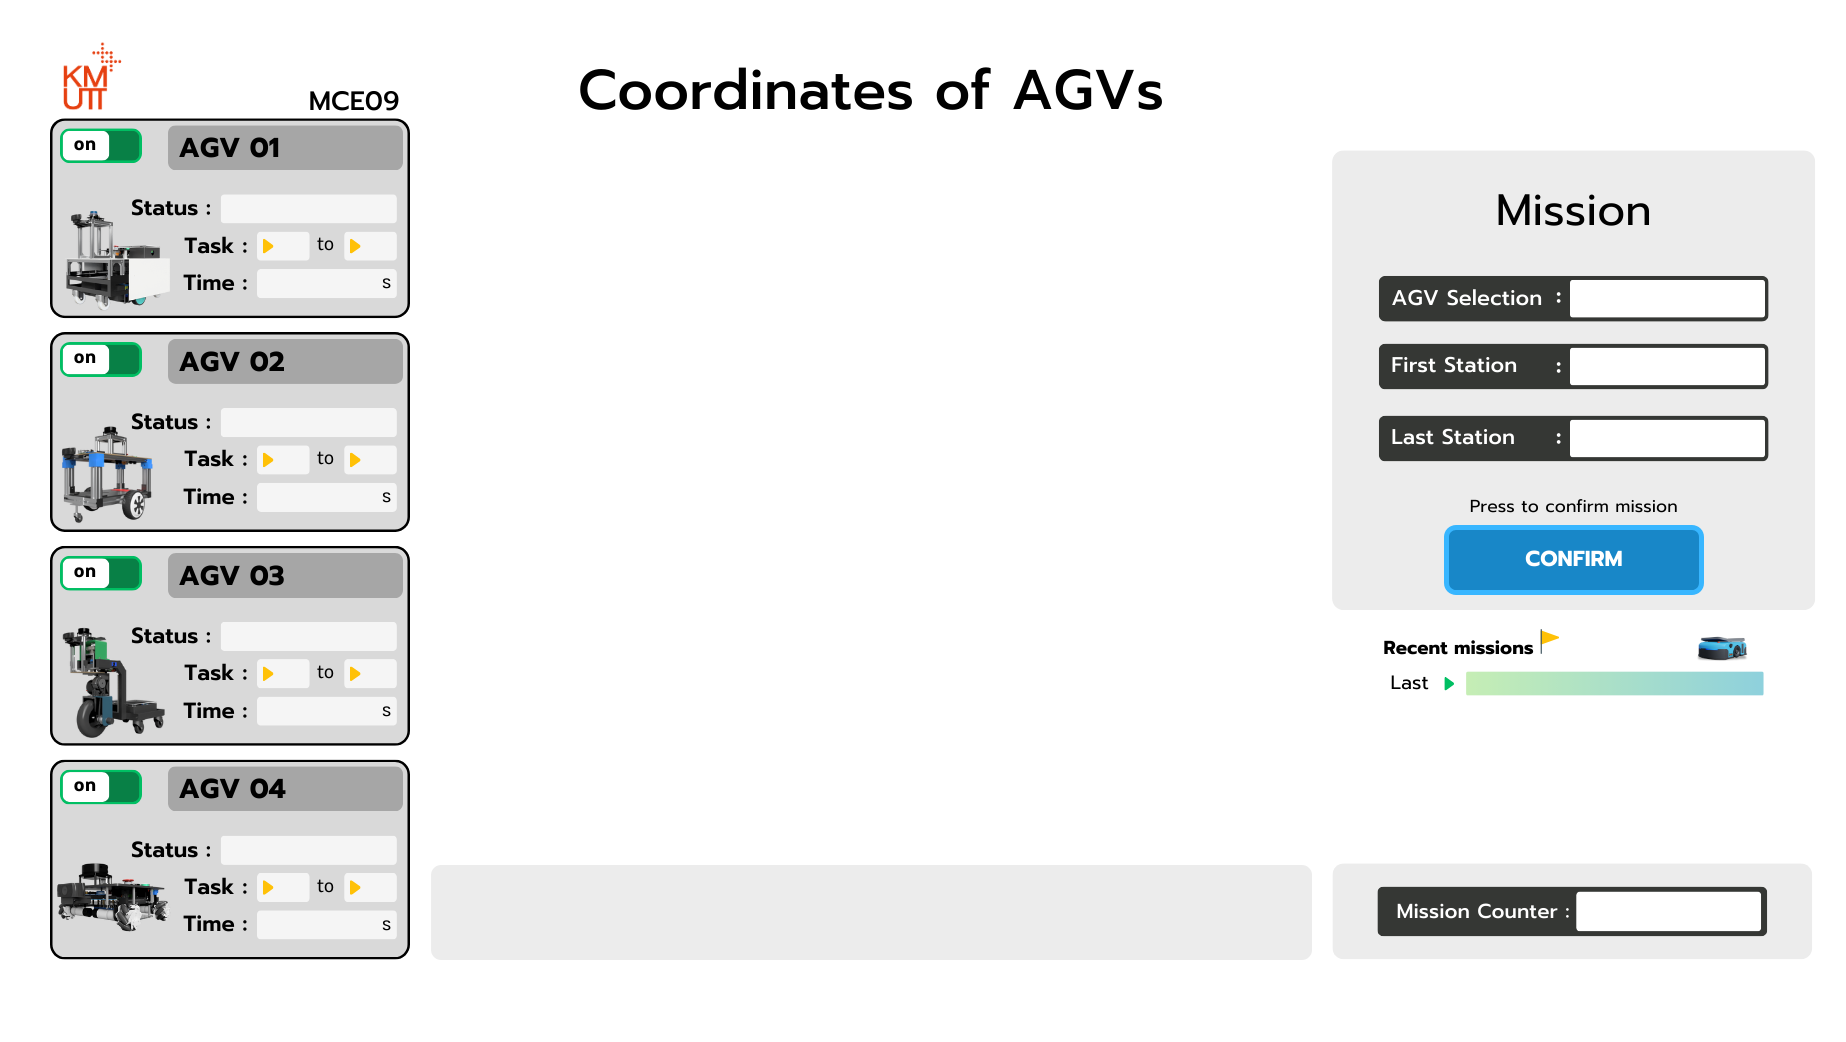 KM
UTT
MCE09
Coordinates of AGVs
on
AGV 01
Status :
Task : to
Time : s
on
AGV 02
Status :
Task : to
Time : s
on
AGV 03
Status :
Task : to
Time : s
on
AGV 04
Status :
Task : to
Time : s
Mission
AGV Selection :
First Station :
Last Station :
Press to confirm mission
CONFIRM
Recent missions
Last
Mission Counter :